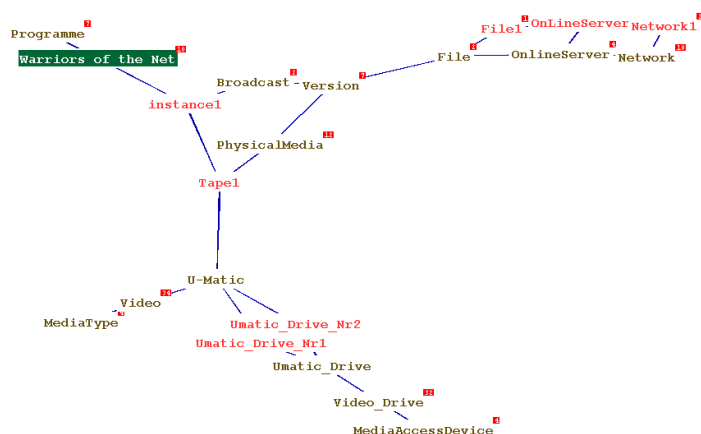 Programme
Warriors of the Net
File1
OnLineServer
Network1
File
OnlineServer
Network
Broadcast
Version
instance1
PhysicalMedia
Tape1
U-Matic
Video
MediaType
Umatic_Drive_Nr2
Umatic_Drive_Nr1
Umatic_Drive
Video_Drive
MediaAccessDevice